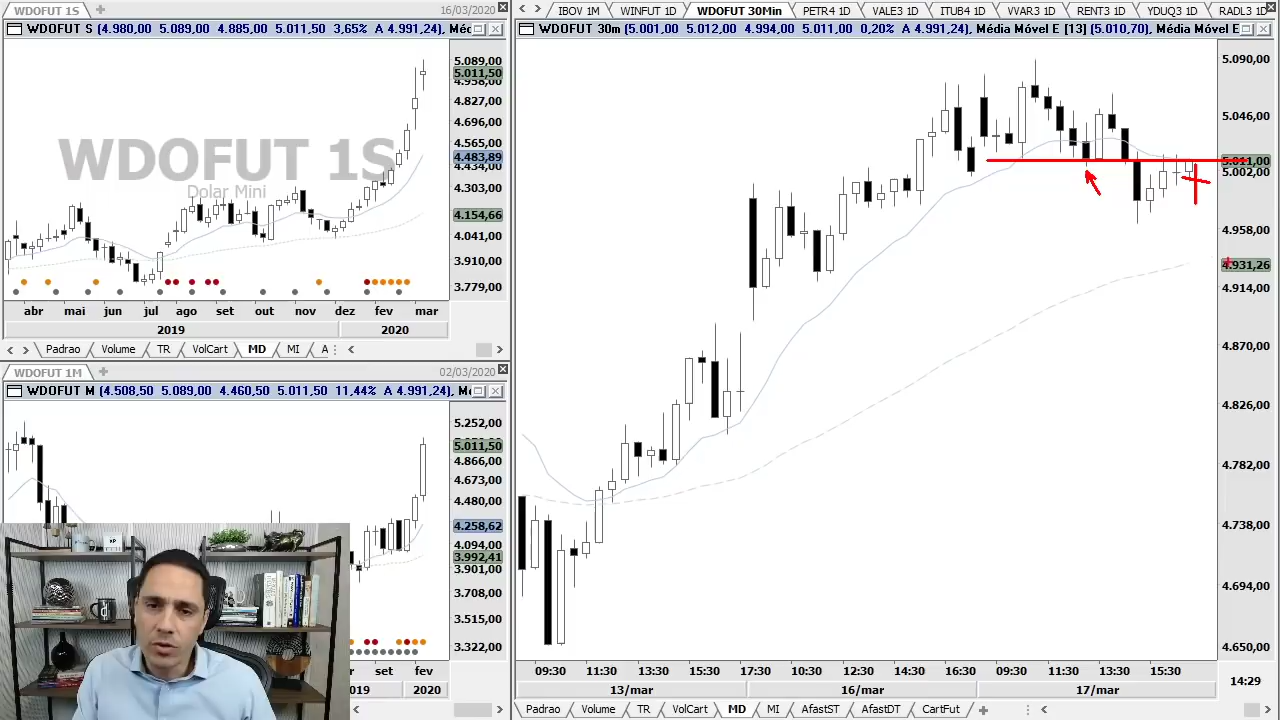 WDOFUT 1S
16/03/2020
WDOFUT S (4.980,00 5.089,00 4.885,00 5.011,50 3,65% A 4.991,24), Méd
WDOFUT 1S
Dolar Mini
5.089,00
5.011,50
4.958,00
4.827,00
4.696,00
4.565,00
4.483,89
4.434,00
4.303,00
4.154,66
4.041,00
3.910,00
3.779,00
abr mai jun jul ago set out nov dez fev mar
2019 2020
Padrao Volume TR VolCart MD MI A
WDOFUT 1M
02/03/2020
WDOFUT M (4.508,50 5.089,00 4.460,50 5.011,50 11,44% A 4.991,24), Mé
5.252,00
5.011,50
4.866,00
4.673,00
4.480,00
4.258,62
4.094,00
3.992,41
3.901,00
3.708,00
3.515,00
3.322,00
set fev
2020
XP
IBOV 1M WINFUT 1D WDOFUT 30Min PETR4 1D VALE3 1D ITUB4 1D VVAR3 1D RENT3 1D YDUQ3 1D RADL3 1D
WDOFUT 30m (5.001,00 5.012,00 4.994,00 5.011,00 0,20% A 4.991,24), Média Móvel E [13] (5.010,70), Média Móvel E
5.090,00
5.046,00
5.011,00
5.002,00
4.958,00
4.931,26
4.914,00
4.870,00
4.826,00
4.782,00
4.738,00
4.694,00
4.650,00
09:30 11:30 13:30 15:30 17:30 09:30 12:30 14:30 16:30 09:30 11:30 13:30 15:30
13/mar 16/mar 17/mar
14:29
Padrao Volume TR VolCart MD MI AfastST AfastDT CartFut